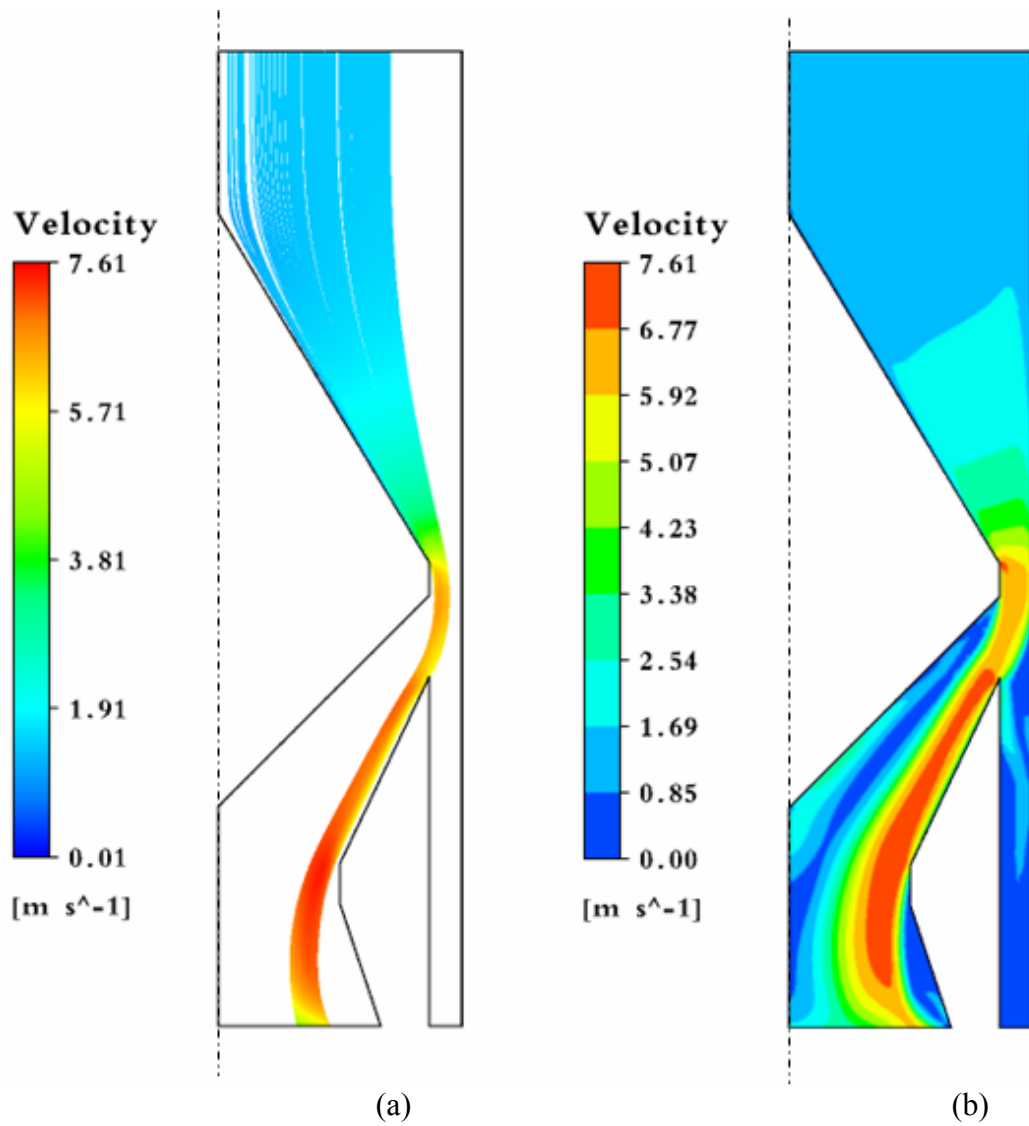 Velocity
7.61
5.71
3.81
1.91
0.01
[m s^-1]
(a)
Velocity
7.61
6.77
5.92
5.07
4.23
3.38
2.54
1.69
0.85
0.00
[m s^-1]
(b)